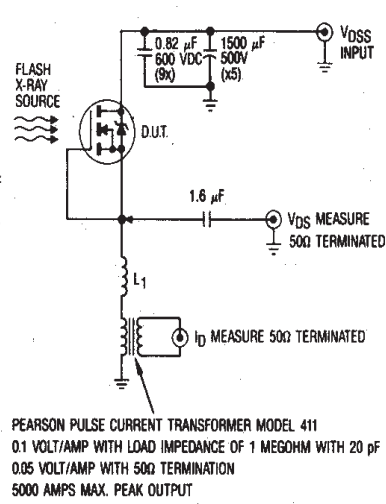 0.82 µF
600 VDC
(9x)
1500 µF
500V
(x5)
VDSS
INPUT
FLASH
X-RAY
SOURCE
D.U.T.
1.6 µF
VDS MEASURE
50Ω TERMINATED
L1
ID MEASURE 50Ω TERMINATED
PEARSON PULSE CURRENT TRANSFORMER MODEL 411
0.1 VOLT/AMP WITH LOAD IMPEDANCE OF 1 MEGOHM WITH 20 pF
0.05 VOLT/AMP WITH 50Ω TERMINATION
5000 AMPS MAX. PEAK OUTPUT